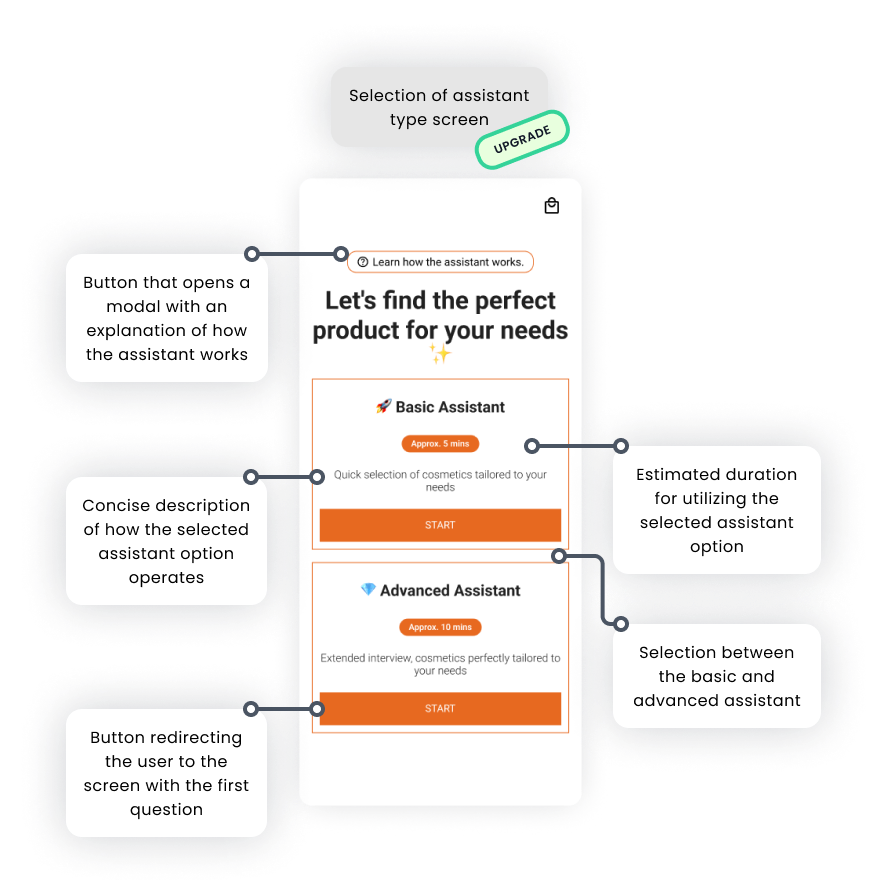 Selection of assistant
type screen
UPGRADE
Learn how the assistant works.
Button that opens a
modal with an
explanation of how
the assistant works
Let's find the perfect
product for your needs
✨
🚀 Basic Assistant
Approx. 5 mins
Quick selection of cosmetics tailored to your
needs
START
Estimated duration
for utilizing the
selected assistant
option
Concise description
of how the selected
assistant option
operates
💎 Advanced Assistant
Approx. 10 mins
Extended interview, cosmetics perfectly tailored to
your needs
START
Selection between
the basic and
advanced assistant
Button redirecting
the user to the
screen with the first
question